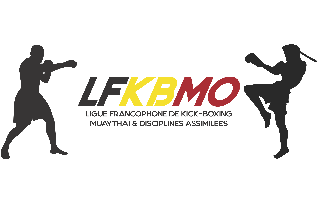 LFKBMO
LIGUE FRANCOPHONE DE KICK-BOXING
MUAYTHAI & DISCIPLINES ASSIMILEES